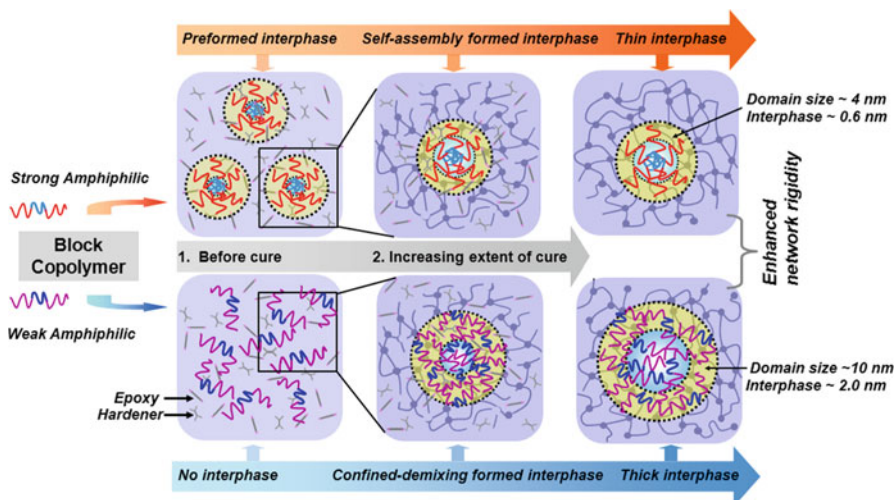 Preformed interphase Self-assembly formed interphase Thin interphase
Domain size ~ 4 nm
Interphase ~ 0.6 nm
Strong Amphiphilic
Block
Copolymer
1. Before cure 2. Increasing extent of cure
Enhanced
network rigidity
Weak Amphiphilic
Domain size ~10 nm
Interphase ~ 2.0 nm
Epoxy
Hardener
No interphase Confined-demixing formed interphase Thick interphase